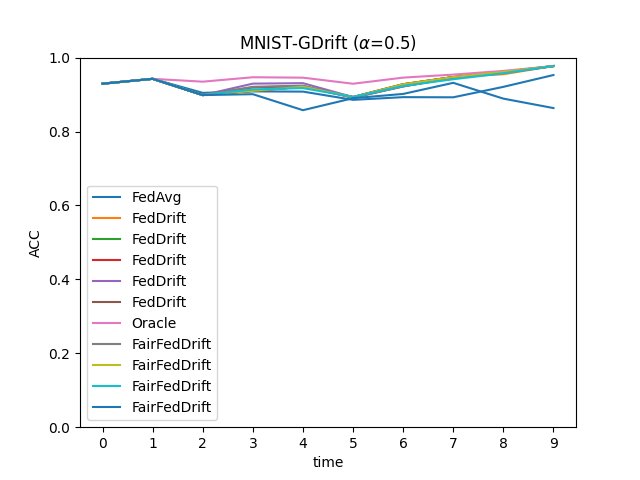 MNIST-GDrift (α=0.5)
1.0
0.8
0.6
0.4
0.2
0.0
ACC
FedAvg
FedDrift
FedDrift
FedDrift
FedDrift
FedDrift
Oracle
FairFedDrift
FairFedDrift
FairFedDrift
FairFedDrift
0 1 2 3 4 5 6 7 8 9
time